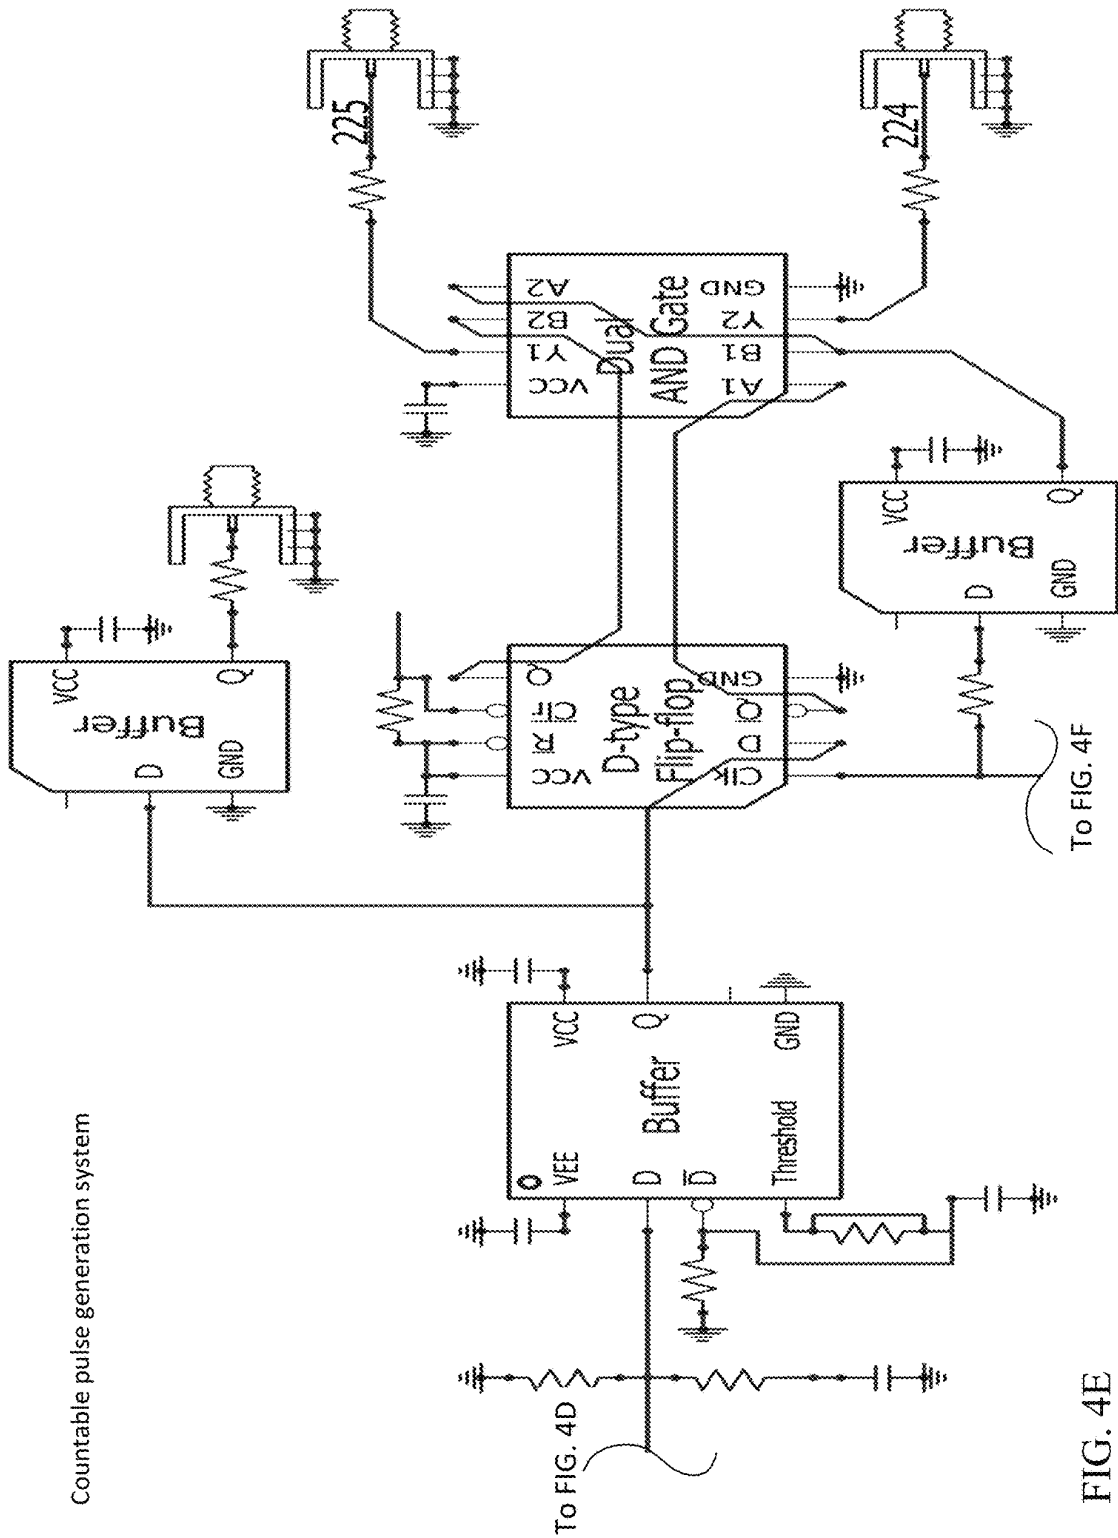 Countable pulse generation system
225
224
VCC
Y1
B2
A2
Dual
AND Gate
A1
B1
Y2
GND
VCC
Buffer
Q
D
GND
VCC
R̅
C̅l̅r̅
Q
D-type
Flip-flop
Clk
D
Q̅
GND
VCC
Buffer
Q
D
GND
To FIG. 4F
VEE
VCC
D
Buffer
Q
D̅
Threshold
GND
To FIG. 4D
FIG. 4E